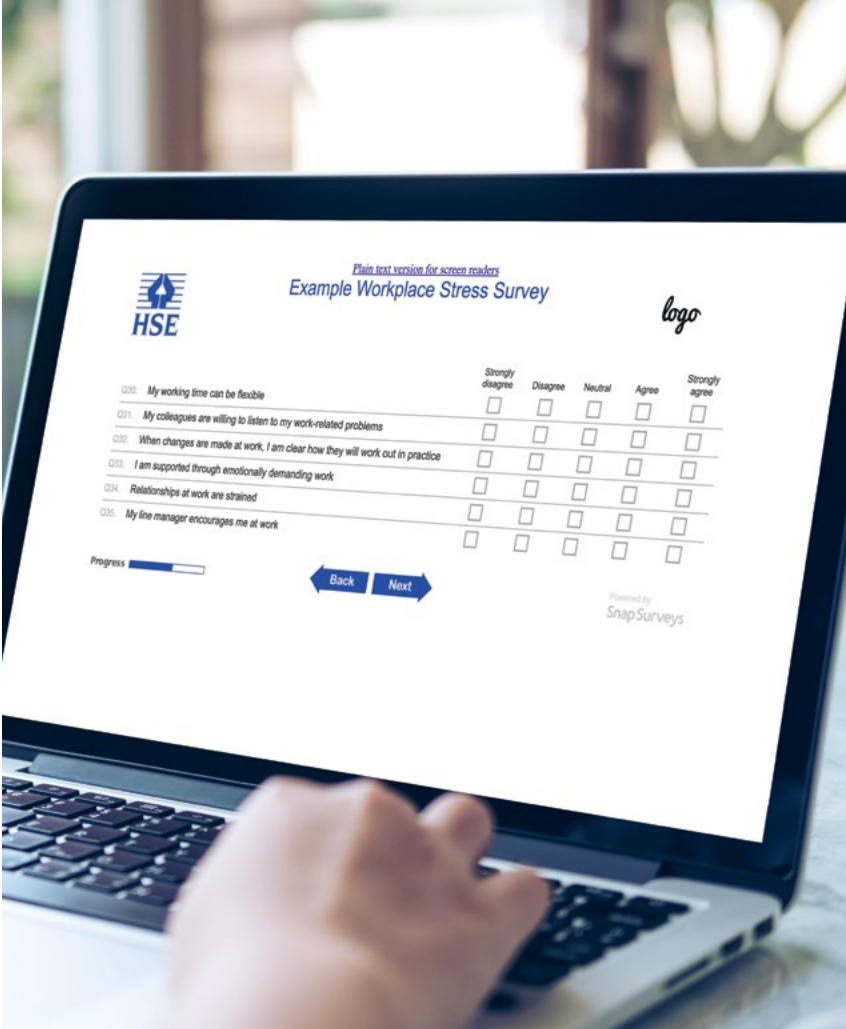 Plain text version for screen readers
Example Workplace Stress Survey
HSE
logo
Strongly disagree Disagree Neutral Agree Strongly agree
Q30. My working time can be flexible
Q31. My colleagues are willing to listen to my work-related problems
Q32. When changes are made at work, I am clear how they will work out in practice
Q33. I am supported through emotionally demanding work
Q34. Relationships at work are strained
Q35. My line manager encourages me at work
Progress
Back Next
Powered by
SnapSurveys